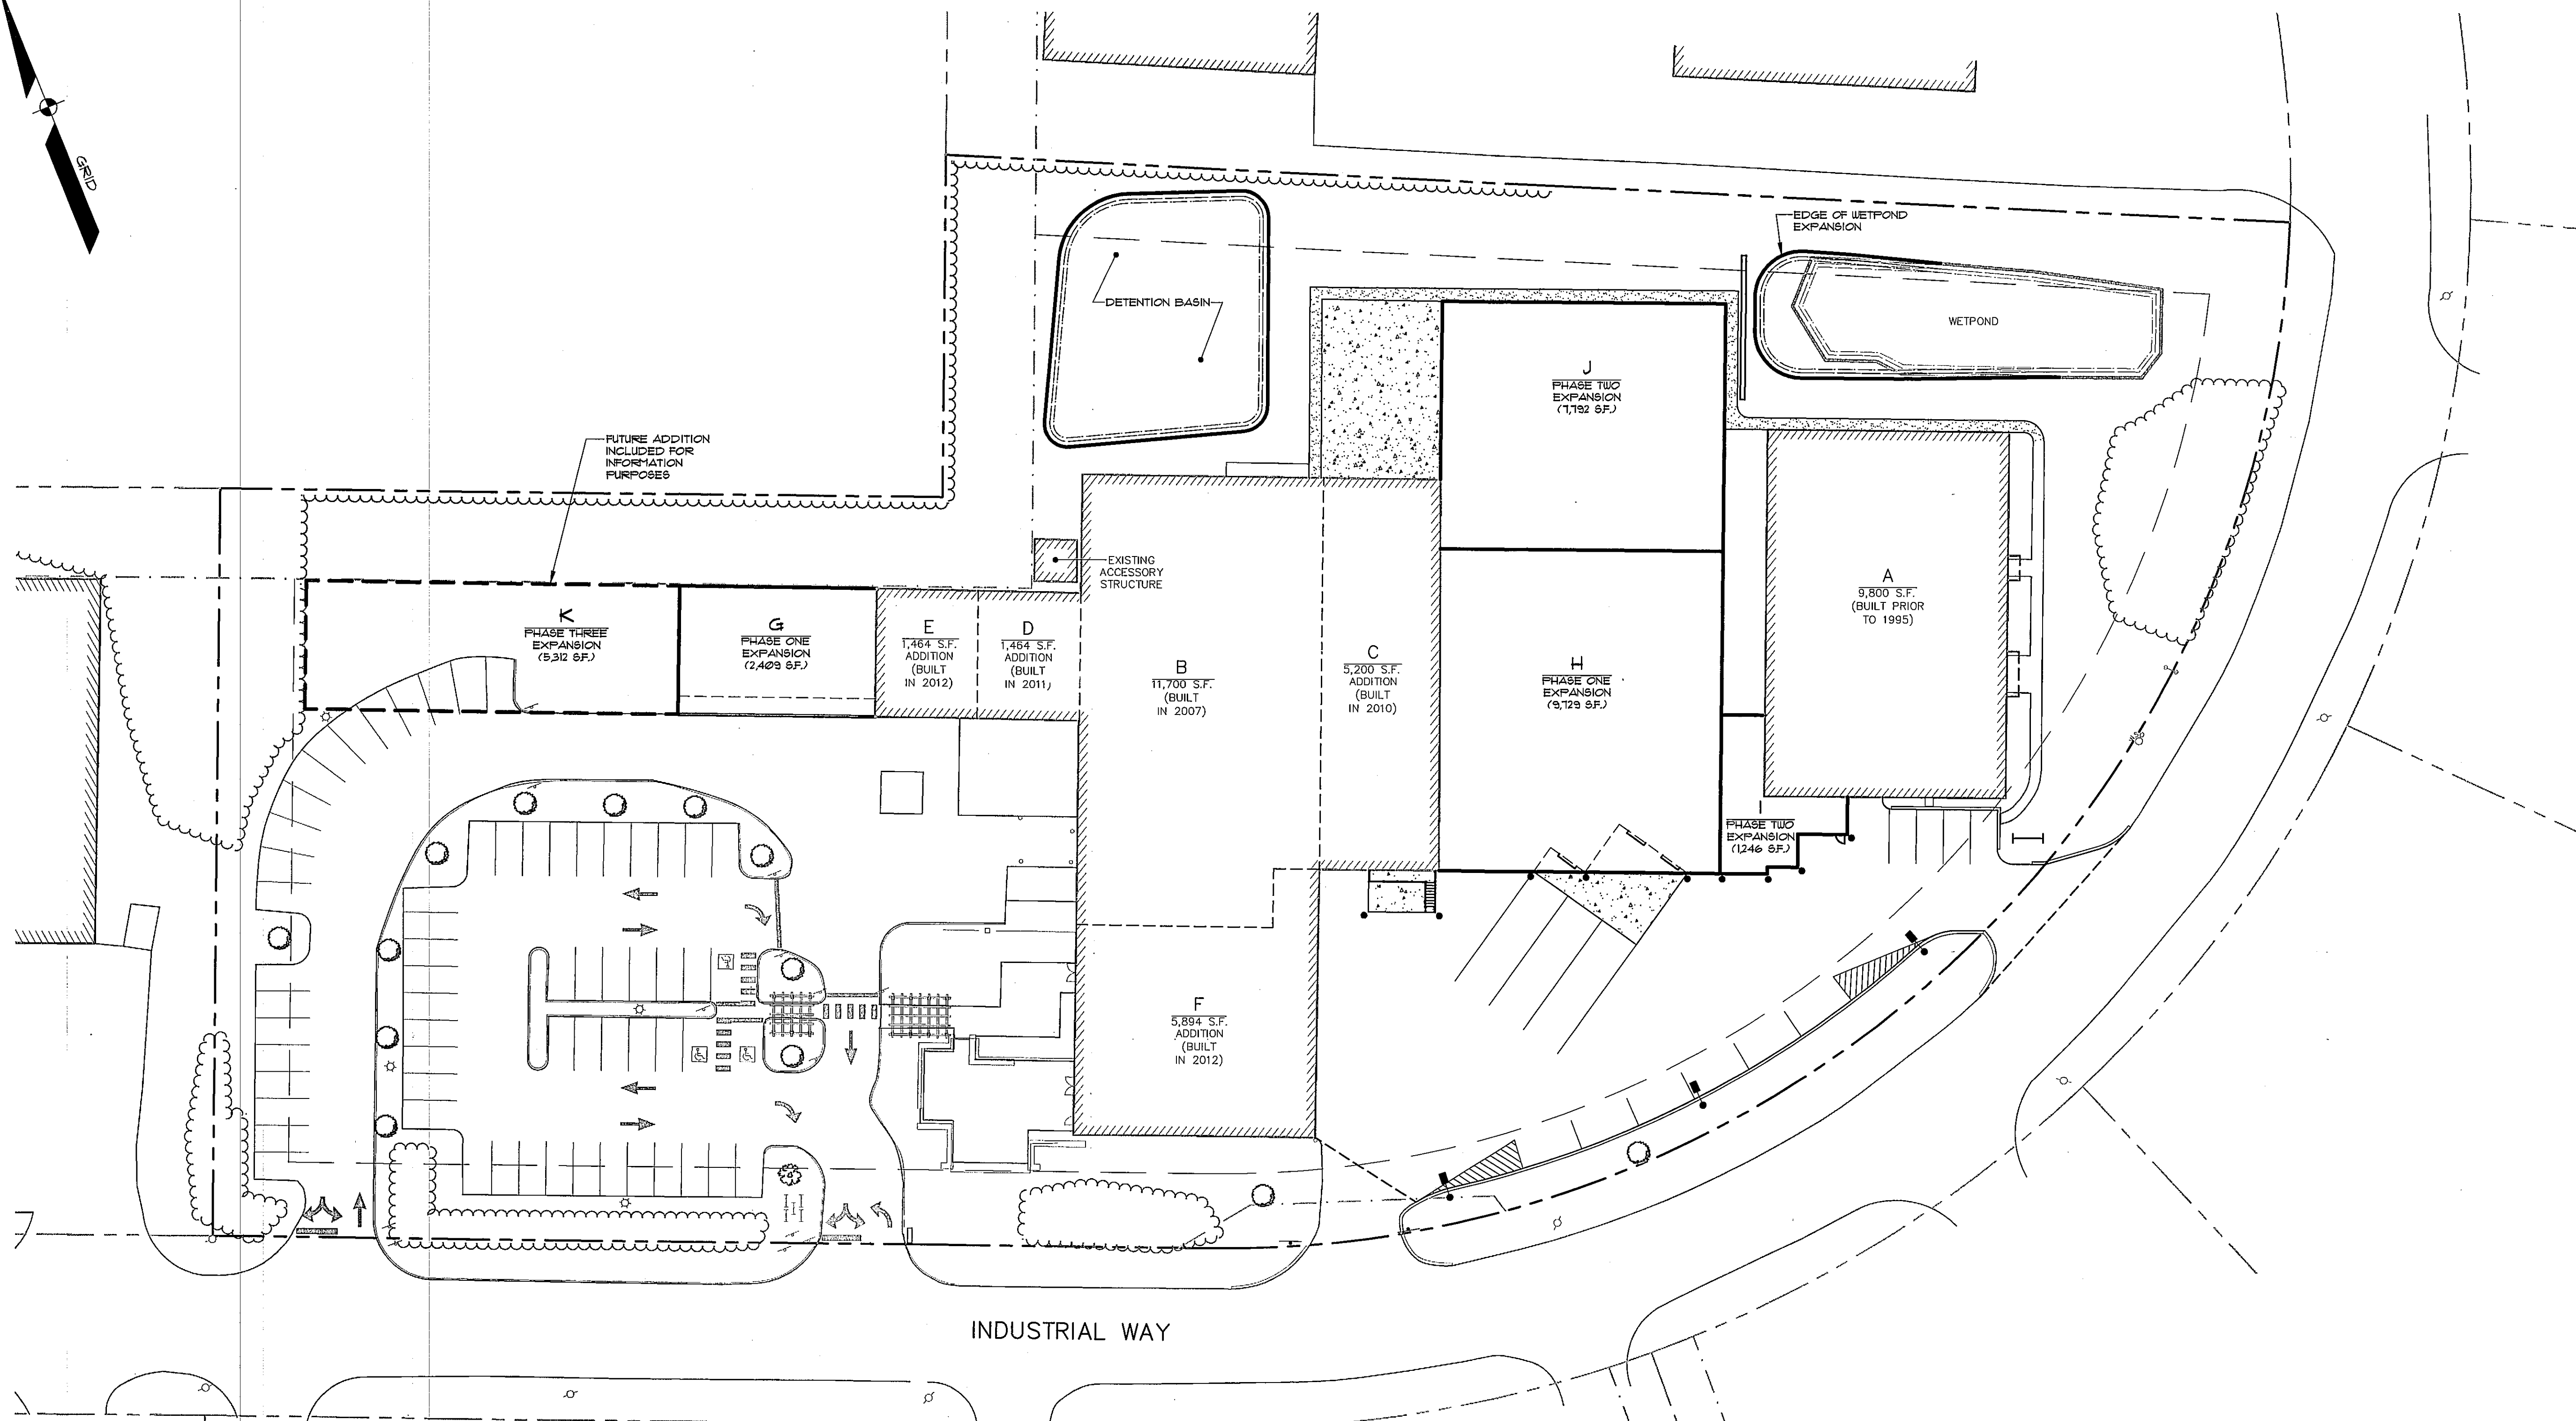 GRID
EDGE OF WETPOND
EXPANSION
DETENTION BASIN
WETPOND
J
PHASE TWO
EXPANSION
(7,792 S.F.)
FUTURE ADDITION
INCLUDED FOR
INFORMATION
PURPOSES
EXISTING
ACCESSORY
STRUCTURE
A
9,800 S.F.
(BUILT PRIOR
TO 1995)
K
PHASE THREE
EXPANSION
(5,312 S.F.)
G
PHASE ONE
EXPANSION
(2,409 S.F.)
E
1,464 S.F.
ADDITION
(BUILT
IN 2012)
D
1,464 S.F.
ADDITION
(BUILT
IN 2011)
B
11,700 S.F.
(BUILT
IN 2007)
C
5,200 S.F.
ADDITION
(BUILT
IN 2010)
H
PHASE ONE
EXPANSION
(9,729 S.F.)
PHASE TWO
EXPANSION
(1,246 S.F.)
F
5,894 S.F.
ADDITION
(BUILT
IN 2012)
INDUSTRIAL WAY